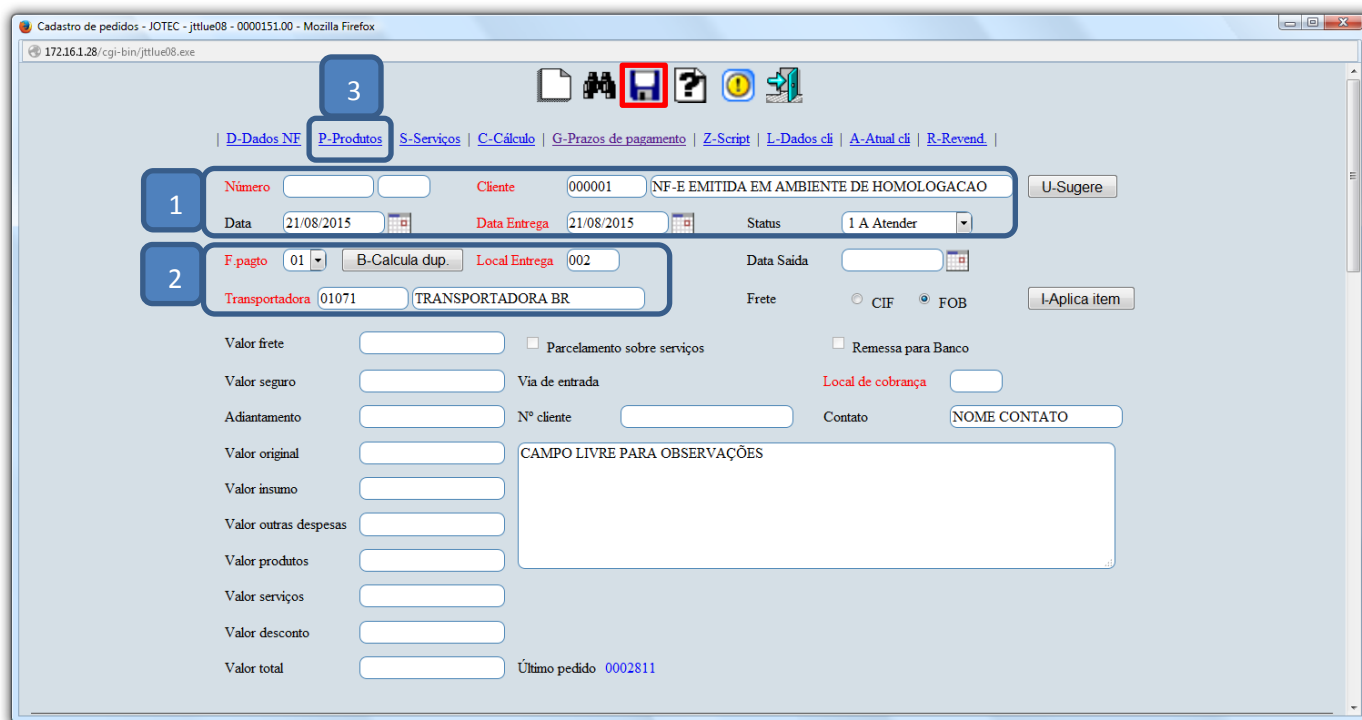 Cadastro de pedidos - JOTEC - jttlue08 - 0000151.00 - Mozilla Firefox
172.16.1.28/cgi-bin/jttlue08.exe
3
| D-Dados NF | P-Produtos | S-Serviços | C-Cálculo | G-Prazos de pagamento | Z-Script | L-Dados cli | A-Atual cli | R-Revend. |
1
Número Cliente 000001 NF-E EMITIDA EM AMBIENTE DE HOMOLOGACAO U-Sugere
Data 21/08/2015 Data Entrega 21/08/2015 Status 1 A Atender
2
F.pagto 01 B-Calcula dup. Local Entrega 002 Data Saida
Transportadora 01071 TRANSPORTADORA BR Frete CIF FOB I-Aplica item
Valor frete Parcelamento sobre serviços Remessa para Banco
Valor seguro Via de entrada Local de cobrança
Adiantamento Nº cliente Contato NOME CONTATO
Valor original CAMPO LIVRE PARA OBSERVAÇÕES
Valor insumo
Valor outras despesas
Valor produtos
Valor serviços
Valor desconto
Valor total Último pedido 0002811